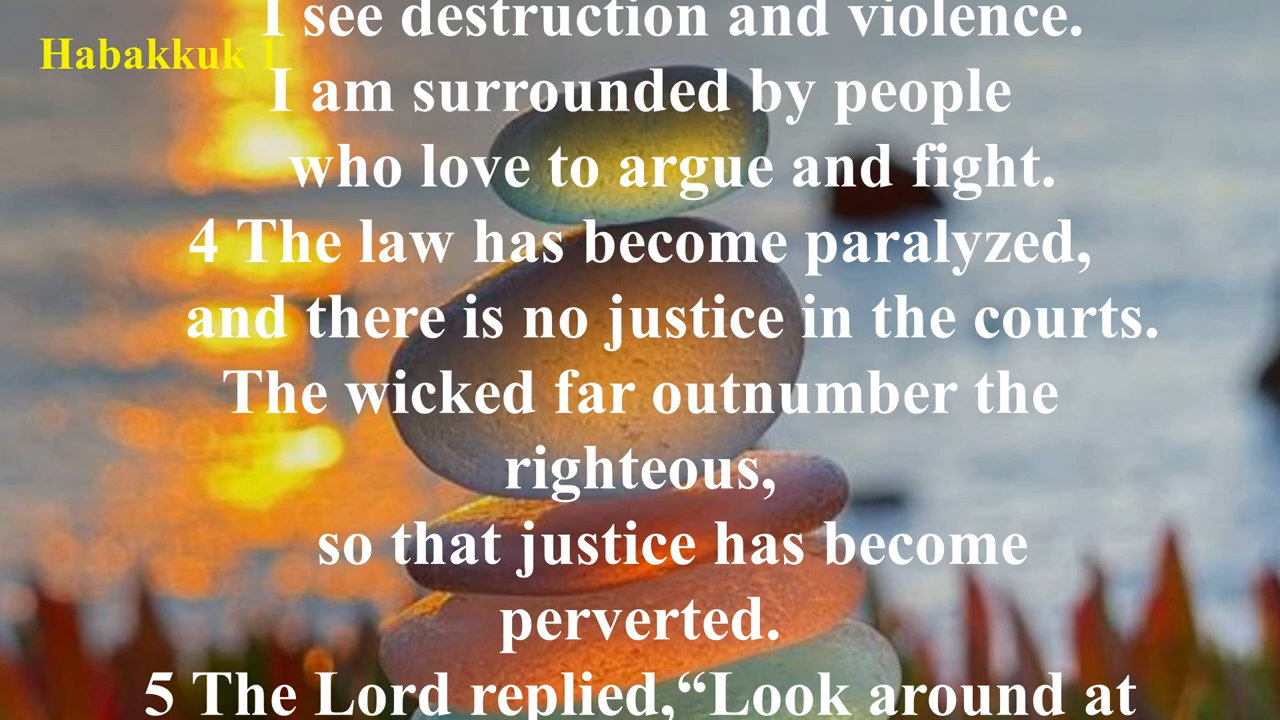 I see destruction and violence.
Habakkuk 1
I am surrounded by people
who love to argue and fight.
4 The law has become paralyzed,
and there is no justice in the courts.
The wicked far outnumber the
righteous,
so that justice has become
perverted.
5 The Lord replied,“Look around at